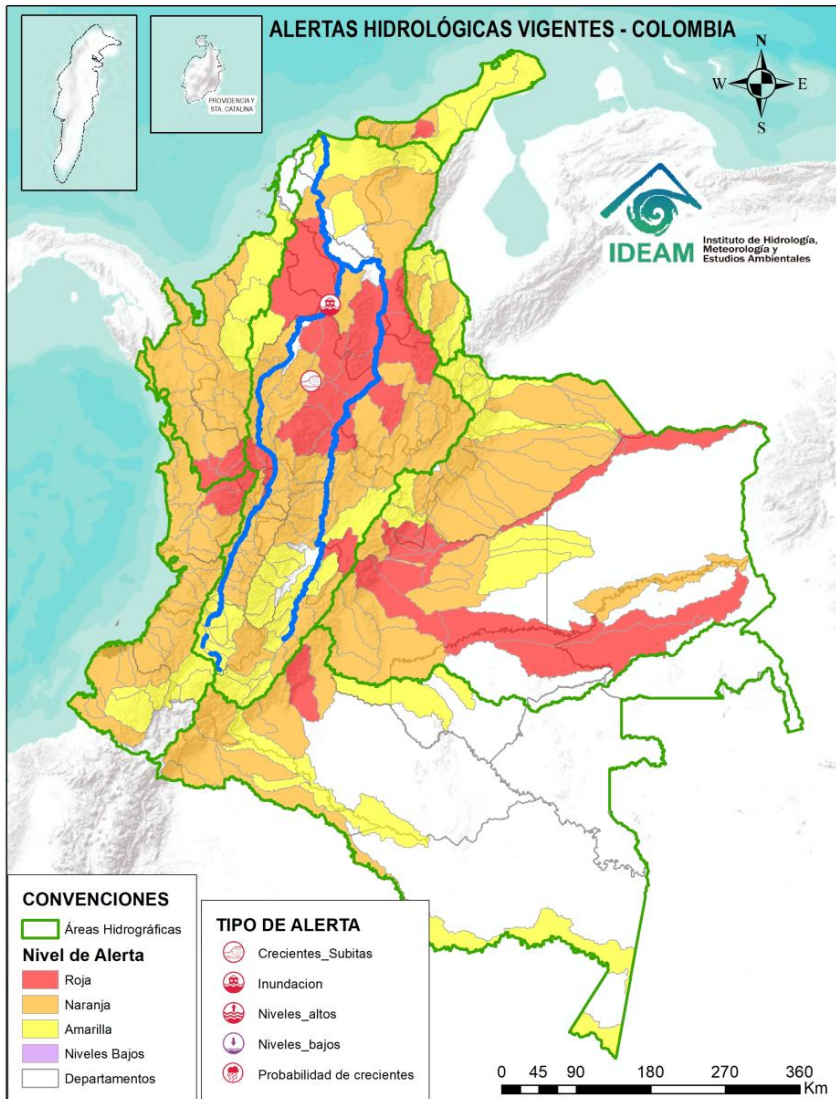 ALERTAS HIDROLÓGICAS VIGENTES - COLOMBIA
PROVIDENCIA Y
STA. CATALINA
N
W
E
S
IDEAM
Instituto de Hidrología,
Meteorología y
Estudios Ambientales
CONVENCIONES
Áreas Hidrográficas
Nivel de Alerta
Roja
Naranja
Amarilla
Niveles Bajos
Departamentos
TIPO DE ALERTA
Crecientes_Subitas
Inundacion
Niveles_altos
Niveles_bajos
Probabilidad de crecientes
0 45 90 180 270 360
Km